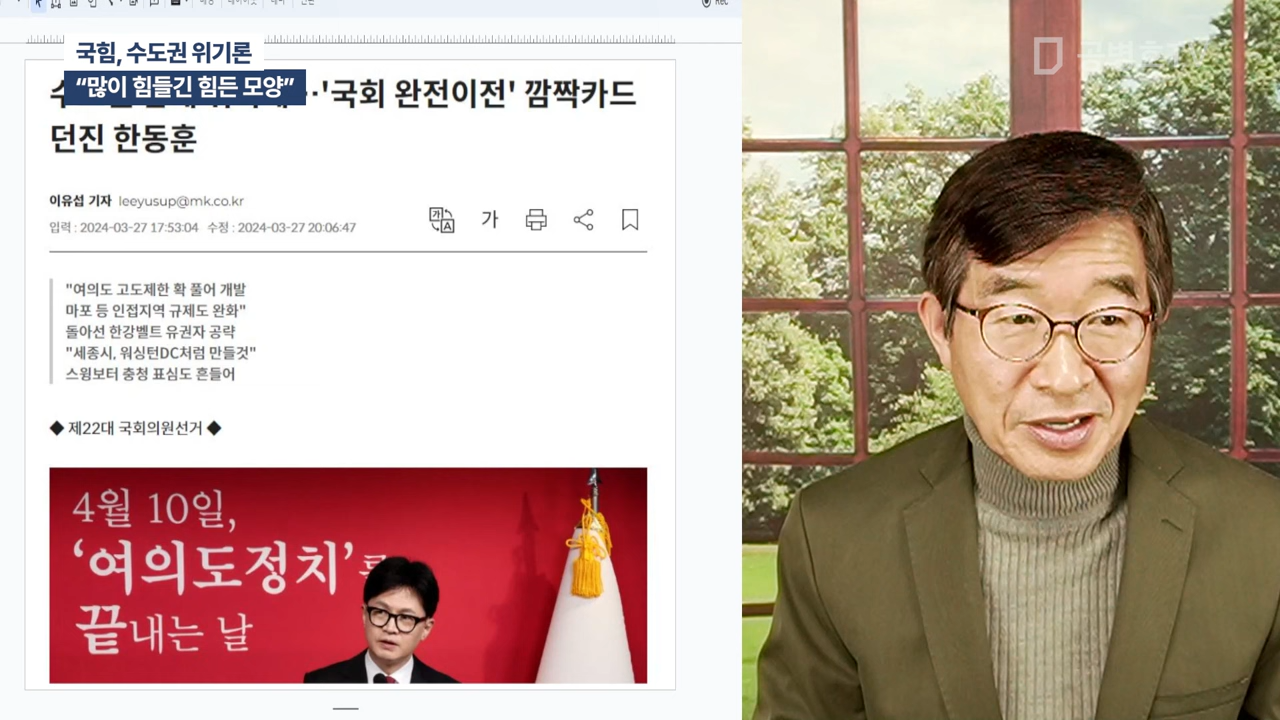 국힘, 수도권 위기론
“많이 힘들긴 힘든 모양”
'국회 완전이전' 깜짝카드
던진 한동훈
이유섭 기자 leeyusup@mk.co.kr
입력 : 2024-03-27 17:53:04 수정 : 2024-03-27 20:06:47
가
"여의도 고도제한 확 풀어 개발
마포 등 인접지역 규제도 완화"
돌아선 한강벨트 유권자 공략
"세종시, 워싱턴DC처럼 만들것"
스윙보터 충청 표심도 흔들어
◆ 제22대 국회의원선거 ◆
4월 10일,
‘여의도정치’를
끝내는 날